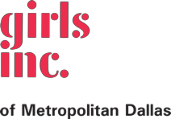 girls
inc.
of Metropolitan Dallas